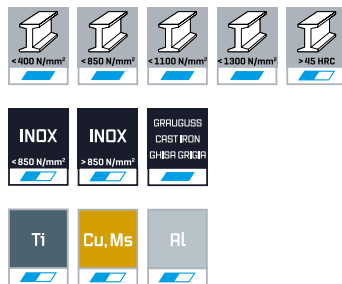 <400 N/mm² <850 N/mm² <1100 N/mm² <1300 N/mm² >45 HRC
INOX INOX GRAUGUSS
CAST IRON
GHISA GRIGIA
<850 N/mm² >850 N/mm²
Ti Cu, Ms Al